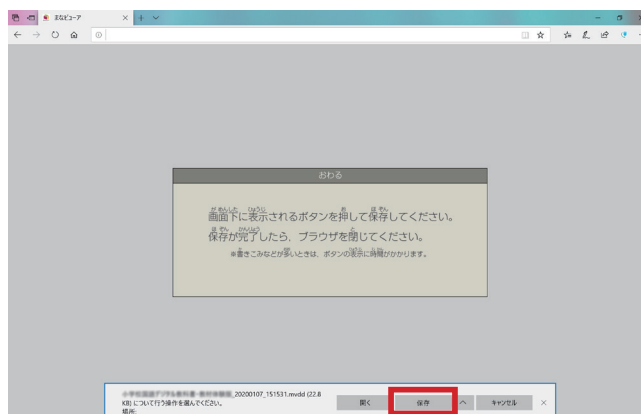 まなビューア
おわる
画面下に表示されるボタンを押して保存してください。
保存が完了したら、ブラウザを閉じてください。
※書きこみなどが多いときは、ボタンの表示に時間がかかります。
_20200107_151531.mvdd (22.8
KB) について行う操作を選んでください。
場所:
開く
保存
キャンセル